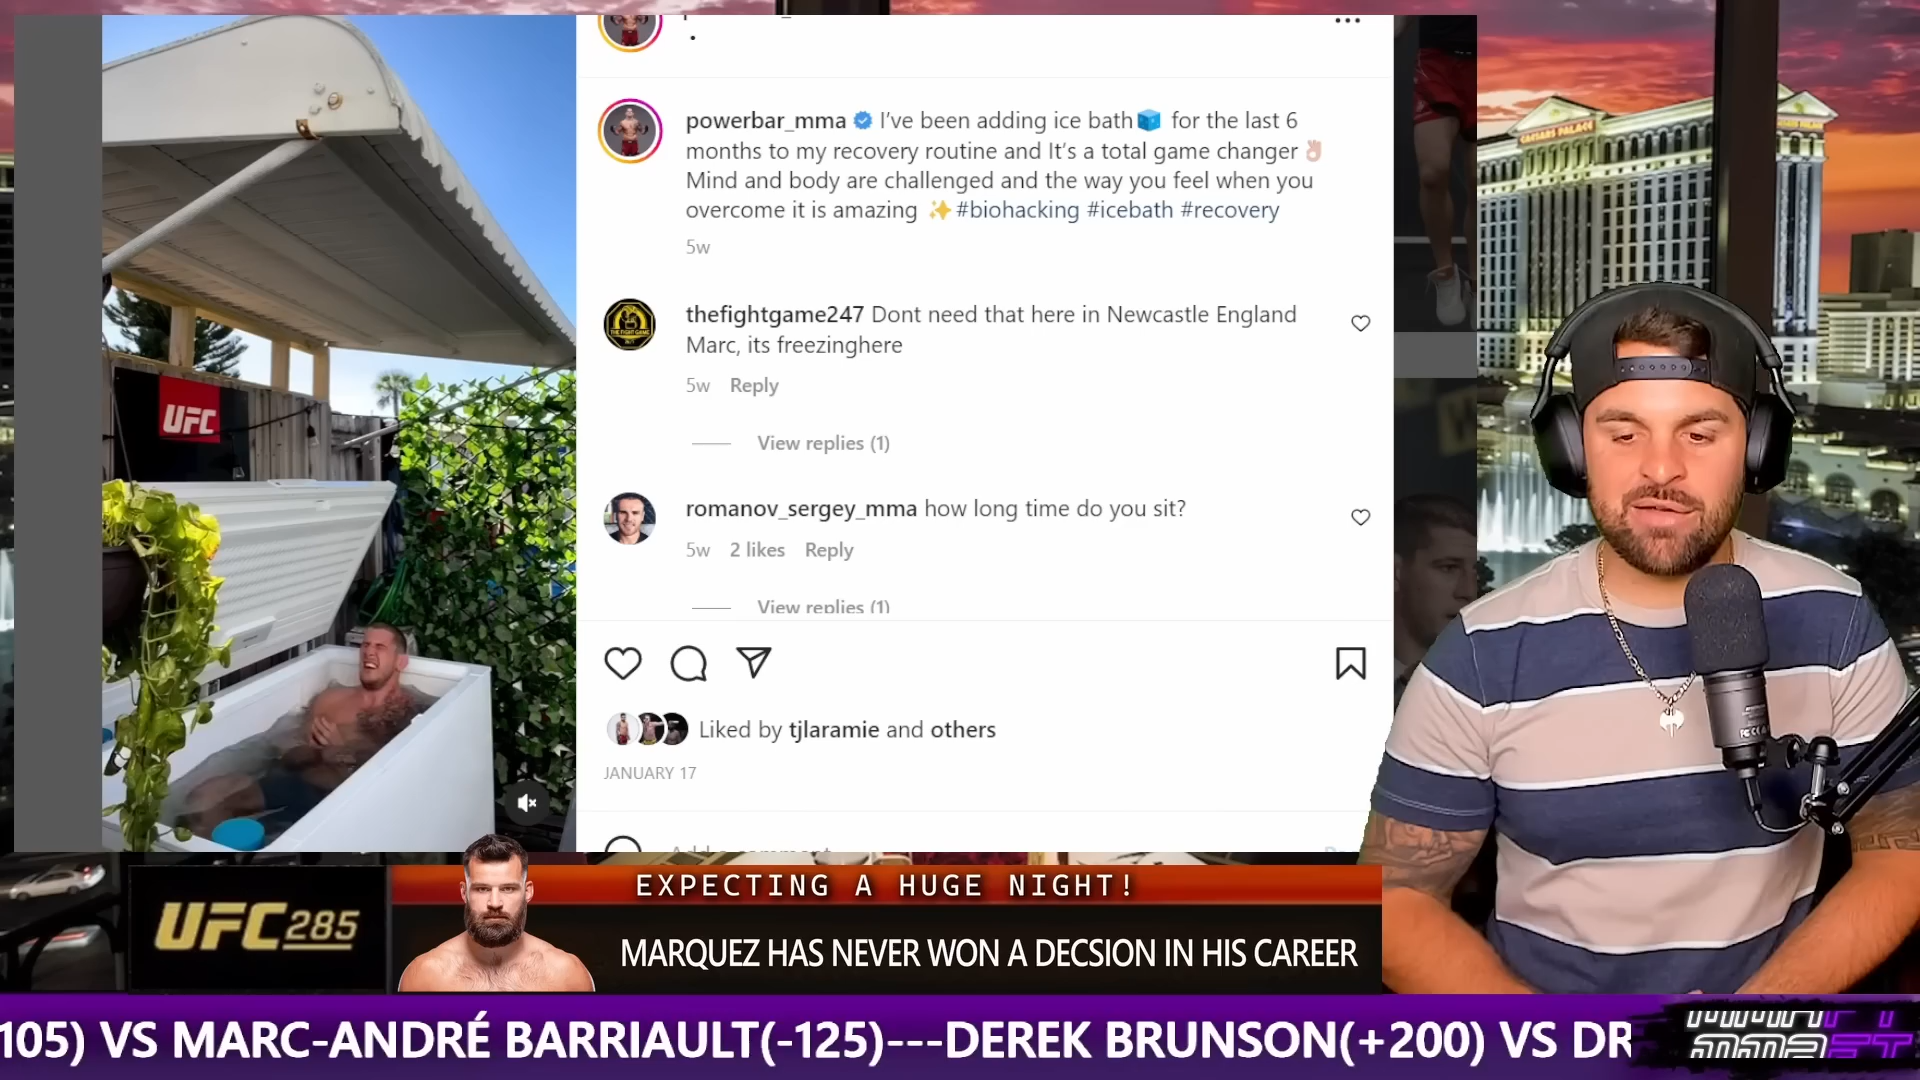 powerbar_mma I've been adding ice bath for the last 6
months to my recovery routine and It's a total game changer
Mind and body are challenged and the way you feel when you
overcome it is amazing #biohacking #icebath #recovery
5w
thefightgame247 Dont need that here in Newcastle England
Marc, its freezinghere
5w Reply
View replies (1)
romanov_sergey_mma how long time do you sit?
5w 2 likes Reply
View replies (1)
Liked by tjlaramie and others
JANUARY 17
UFC
CAESARS PALACE
UFC 285
EXPECTING A HUGE NIGHT!
MARQUEZ HAS NEVER WON A DECSION IN HIS CAREER
105) VS MARC-ANDRÉ BARRIAULT(-125)---DEREK BRUNSON(+200) VS DR